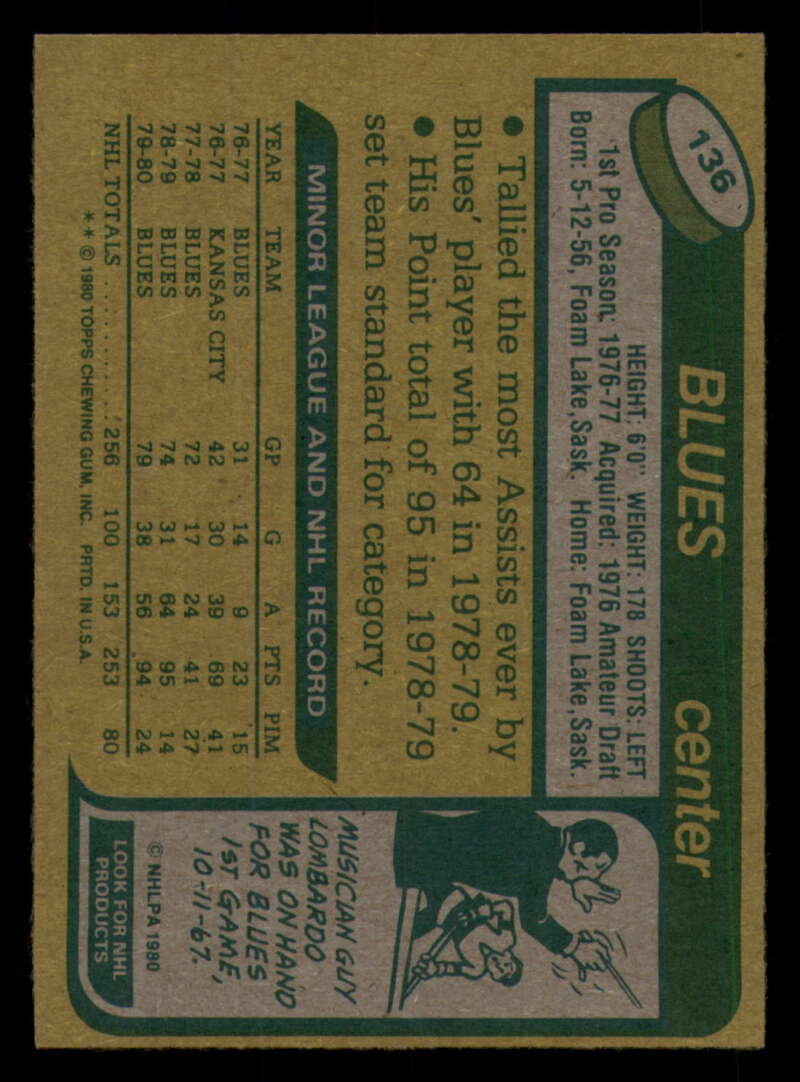 136
BLUES center
HEIGHT: 6'0" WEIGHT: 178 SHOOTS: LEFT
1st Pro Season: 1976-77 Acquired: 1976 Amateur Draft
Born: 5-12-56, Foam Lake, Sask. Home: Foam Lake, Sask.
• Tallied the most Assists ever by
Blues' player with 64 in 1978-79.
• His Point total of 95 in 1978-79
set team standard for category.
MINOR LEAGUE AND NHL RECORD
YEAR TEAM GP G A PTS PIM
76-77 BLUES 31 14 9 23 15
76-77 KANSAS CITY 42 30 39 69 41
77-78 BLUES 72 17 24 41 27
78-79 BLUES 74 31 64 95 14
79-80 BLUES 79 38 56 94 24
NHL TOTALS ........... 256 100 153 253 80
** © 1980 TOPPS CHEWING GUM, INC. PRTD. IN U.S.A.
MUSICIAN GUY
LOMBARDO
WAS ON HAND
FOR BLUES
1ST GAME,
10-11-67.
© NHLPA 1980
LOOK FOR NHL
PRODUCTS